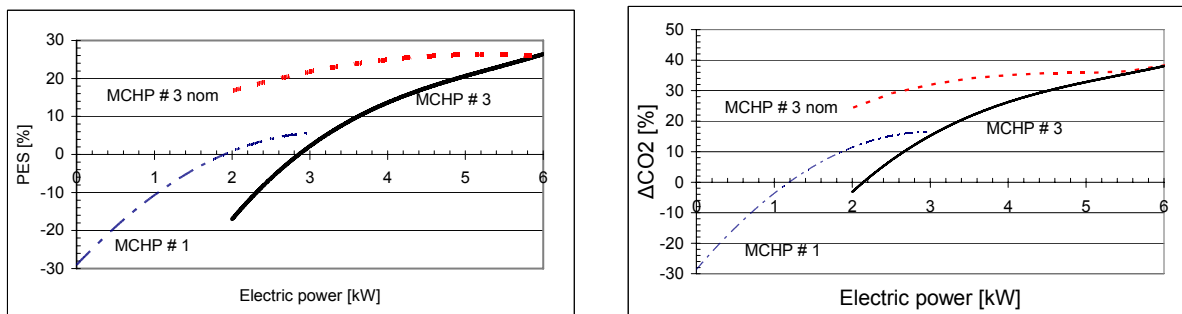 30
20
10
0
-10
-20
-30
0 1 2 3 4 5 6
PES [%]
MCHP # 3 nom
MCHP # 3
MCHP # 1
Electric power [kW]
50
40
30
20
10
0
-10
-20
-30
0 1 2 3 4 5 6
ΔCO2 [%]
MCHP # 3 nom
MCHP # 3
MCHP # 1
Electric power [kW]